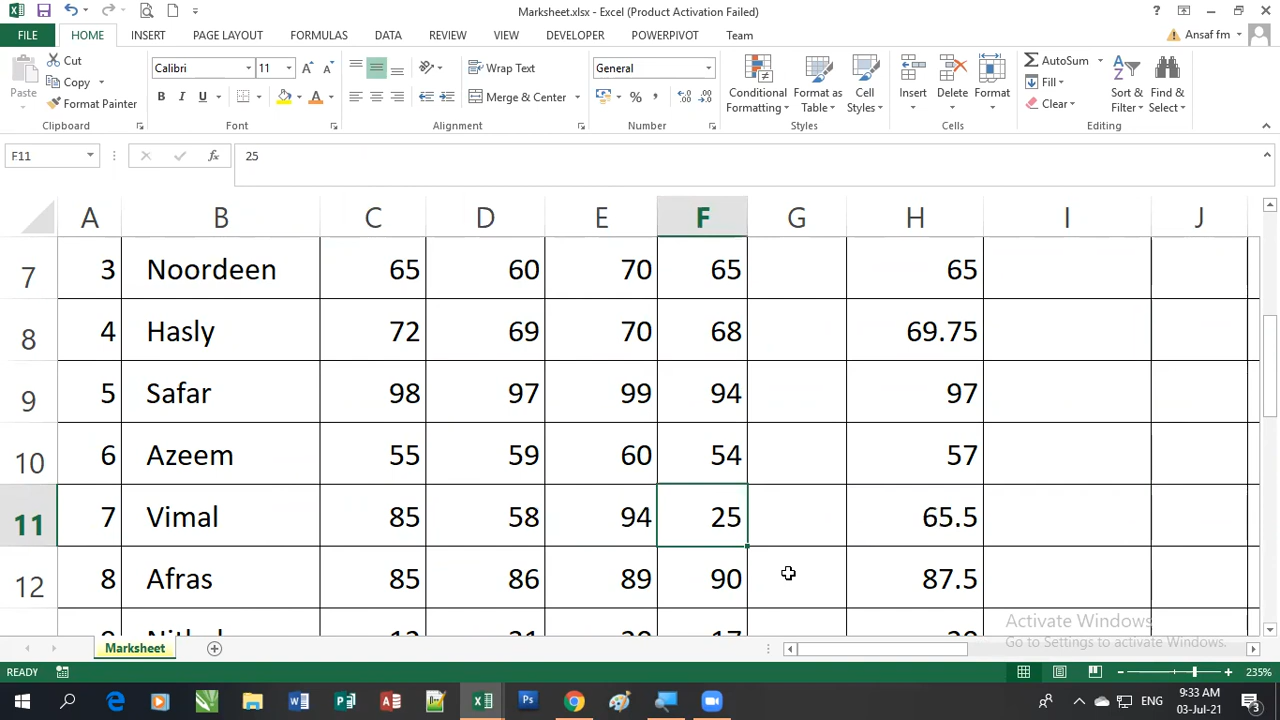 Marksheet.xlsx - Excel (Product Activation Failed)
FILE HOME INSERT PAGE LAYOUT FORMULAS DATA REVIEW VIEW DEVELOPER POWERPIVOT Team Ansaf fm
Cut
Copy
Format Painter
Paste
Clipboard
Calibri 11
B I U A
Font
Wrap Text
Merge & Center
Alignment
General
%
Number
Conditional Formatting
Format as Table
Cell Styles
Styles
Insert
Delete
Format
Cells
AutoSum
Fill
Clear
Sort & Filter
Find & Select
Editing
F11 fx 25
A B C D E F G H I J
7 3 Noordeen 65 60 70 65 65
8 4 Hasly 72 69 70 68 69.75
9 5 Safar 98 97 99 94 97
10 6 Azeem 55 59 60 54 57
11 7 Vimal 85 58 94 25 65.5
12 8 Afras 85 86 89 90 87.5
Activate Windows
Go to Settings to activate Windows.
Marksheet
READY 235%
ENG
9:33 AM
03-Jul-21
3